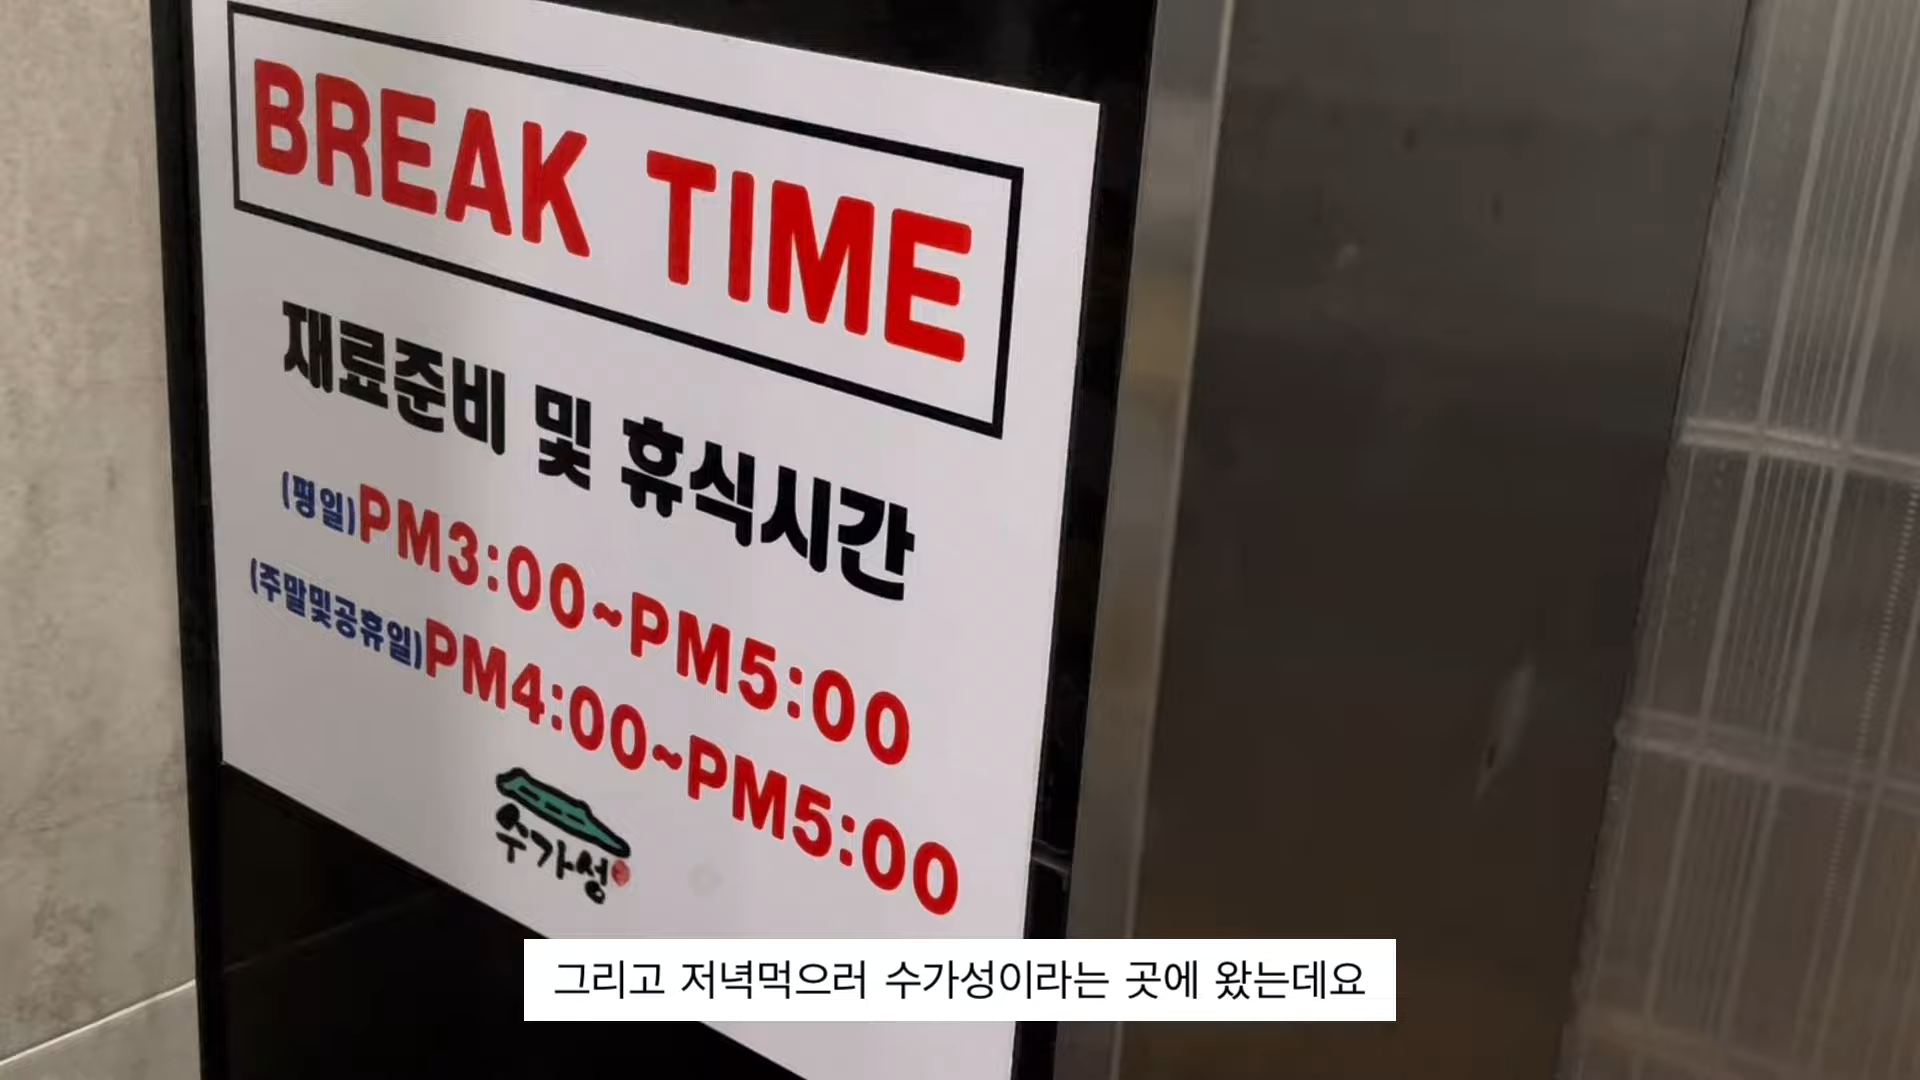 BREAK TIME
재료준비 및 휴식시간
(평일)PM3:00~PM5:00
(주말및공휴일)PM4:00~PM5:00
수가성
그리고 저녁먹으러 수가성이라는 곳에 왔는데요